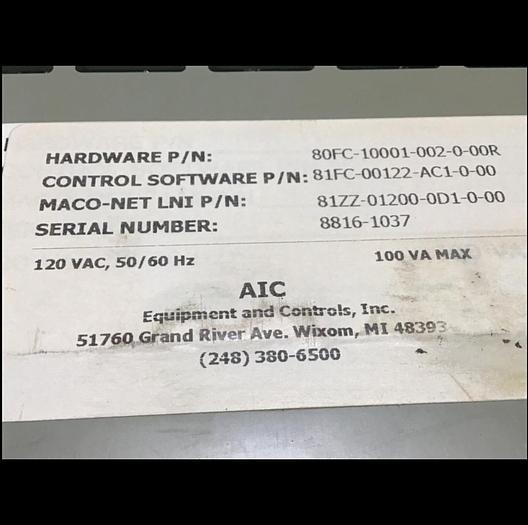 HARDWARE P/N: 80FC-10001-002-0-00R
CONTROL SOFTWARE P/N: 81FC-00122-AC1-0-00
MACO-NET LNI P/N: 81ZZ-01200-0D1-0-00
SERIAL NUMBER: 8816-1037
120 VAC, 50/60 Hz 100 VA MAX
AIC
Equipment and Controls, Inc.
51760 Grand River Ave. Wixom, MI 48393
(248) 380-6500